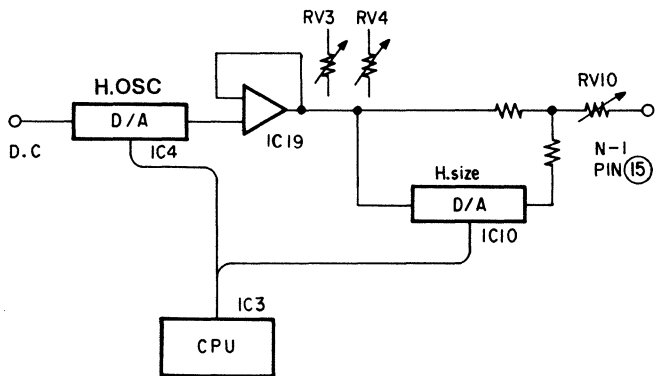 RV3 RV4
H.OSC
D/A
D.C
IC4
IC19
RV10
N-1
PIN 15
H.size
D/A
IC10
IC3
CPU